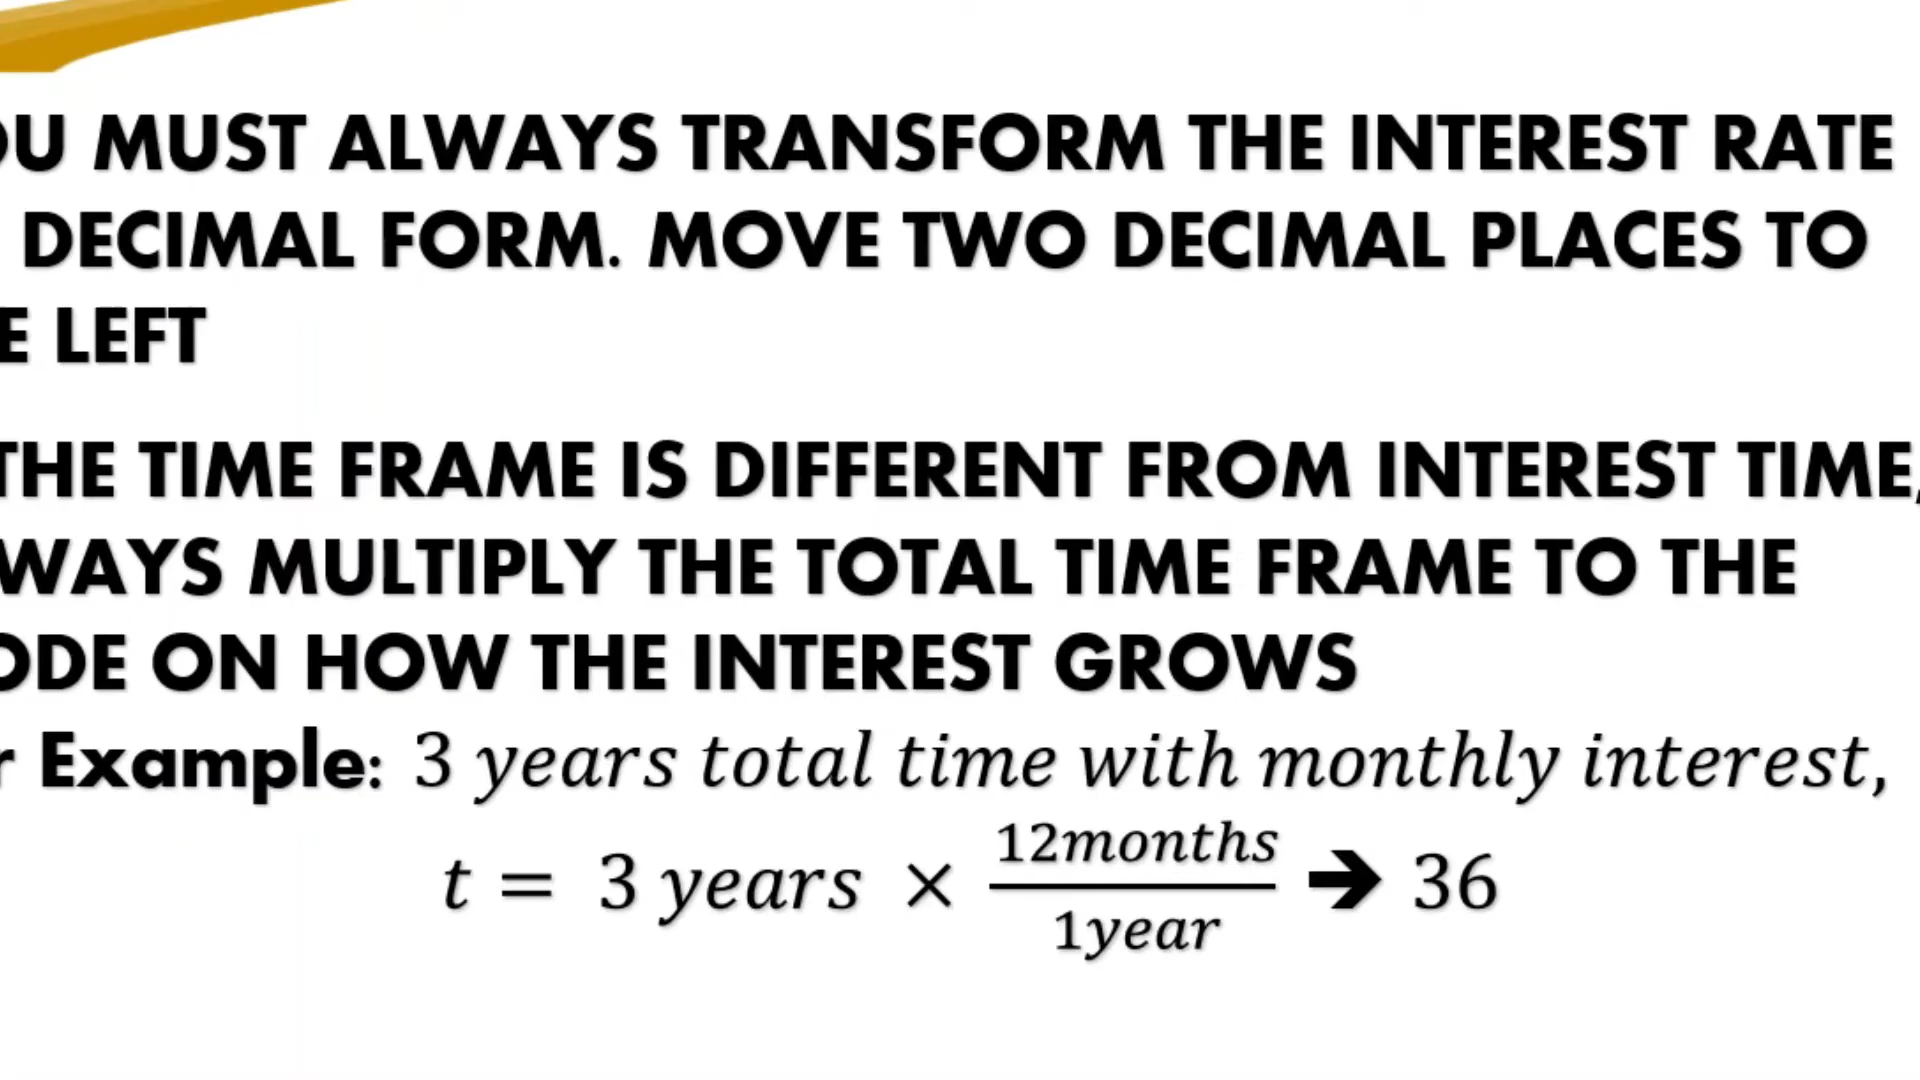 OU MUST ALWAYS TRANSFORM THE INTEREST RATE
DECIMAL FORM. MOVE TWO DECIMAL PLACES TO
E LEFT
THE TIME FRAME IS DIFFERENT FROM INTEREST TIME,
WAYS MULTIPLY THE TOTAL TIME FRAME TO THE
ODE ON HOW THE INTEREST GROWS
r Example: 3 years total time with monthly interest,
t = 3 years × 12months / 1year ➔ 36